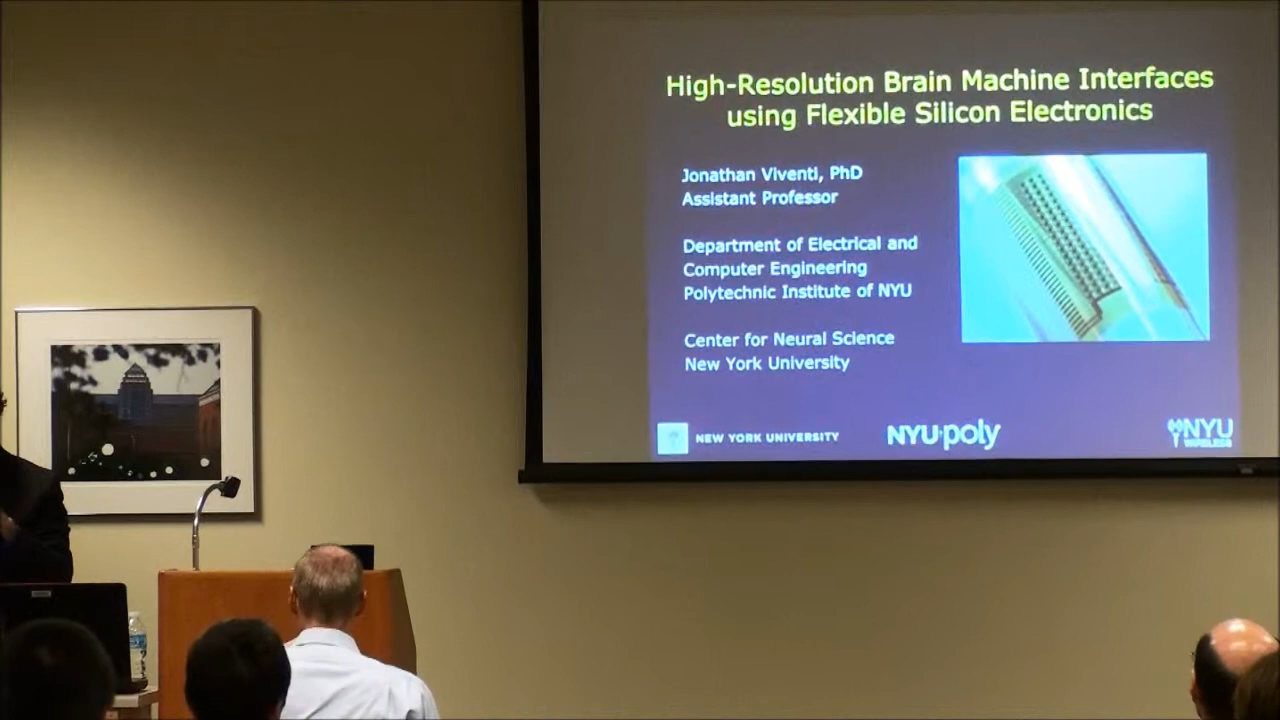 High-Resolution Brain Machine Interfaces
using Flexible Silicon Electronics
Jonathan Viventi, PhD
Assistant Professor
Department of Electrical and
Computer Engineering
Polytechnic Institute of NYU
Center for Neural Science
New York University
NEW YORK UNIVERSITY
NYU·poly
NYU
WIRELESS